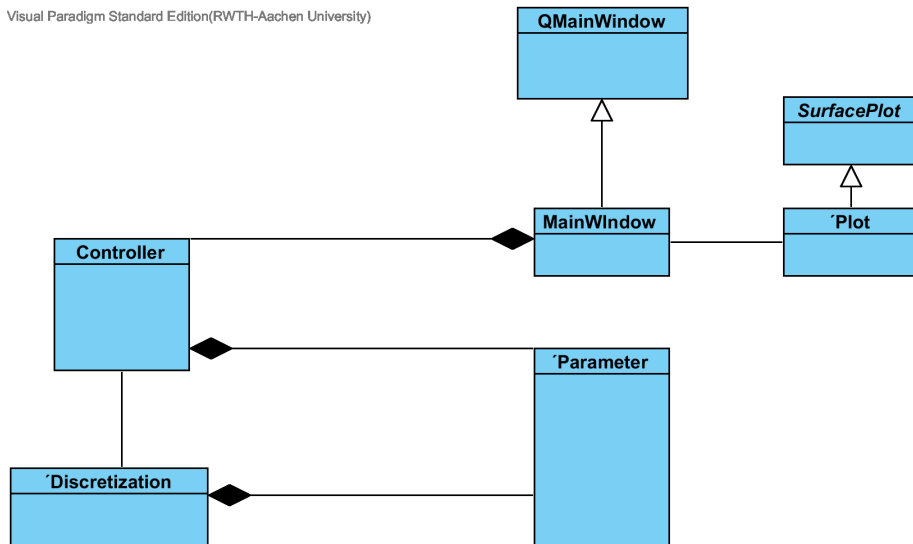 Visual Paradigm Standard Edition(RWTH-Aachen University)
QMainWindow
SurfacePlot
MainWIndow
´Plot
Controller
´Parameter
´Discretization